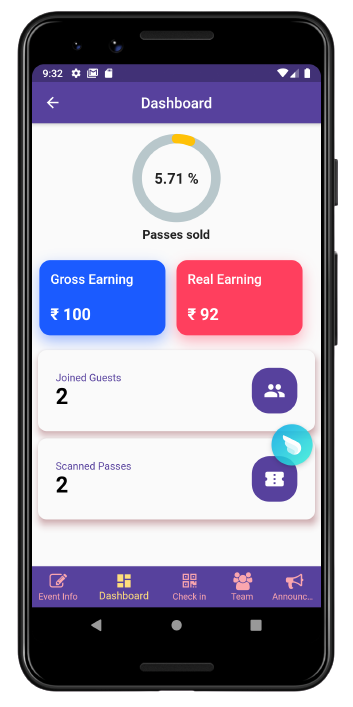 9:32
Dashboard
5.71 %
Passes sold
Gross Earning
Real Earning
₹ 100
₹ 92
Joined Guests
2
Scanned Passes
2
Event Info
Dashboard
Check in
Team
Announc...